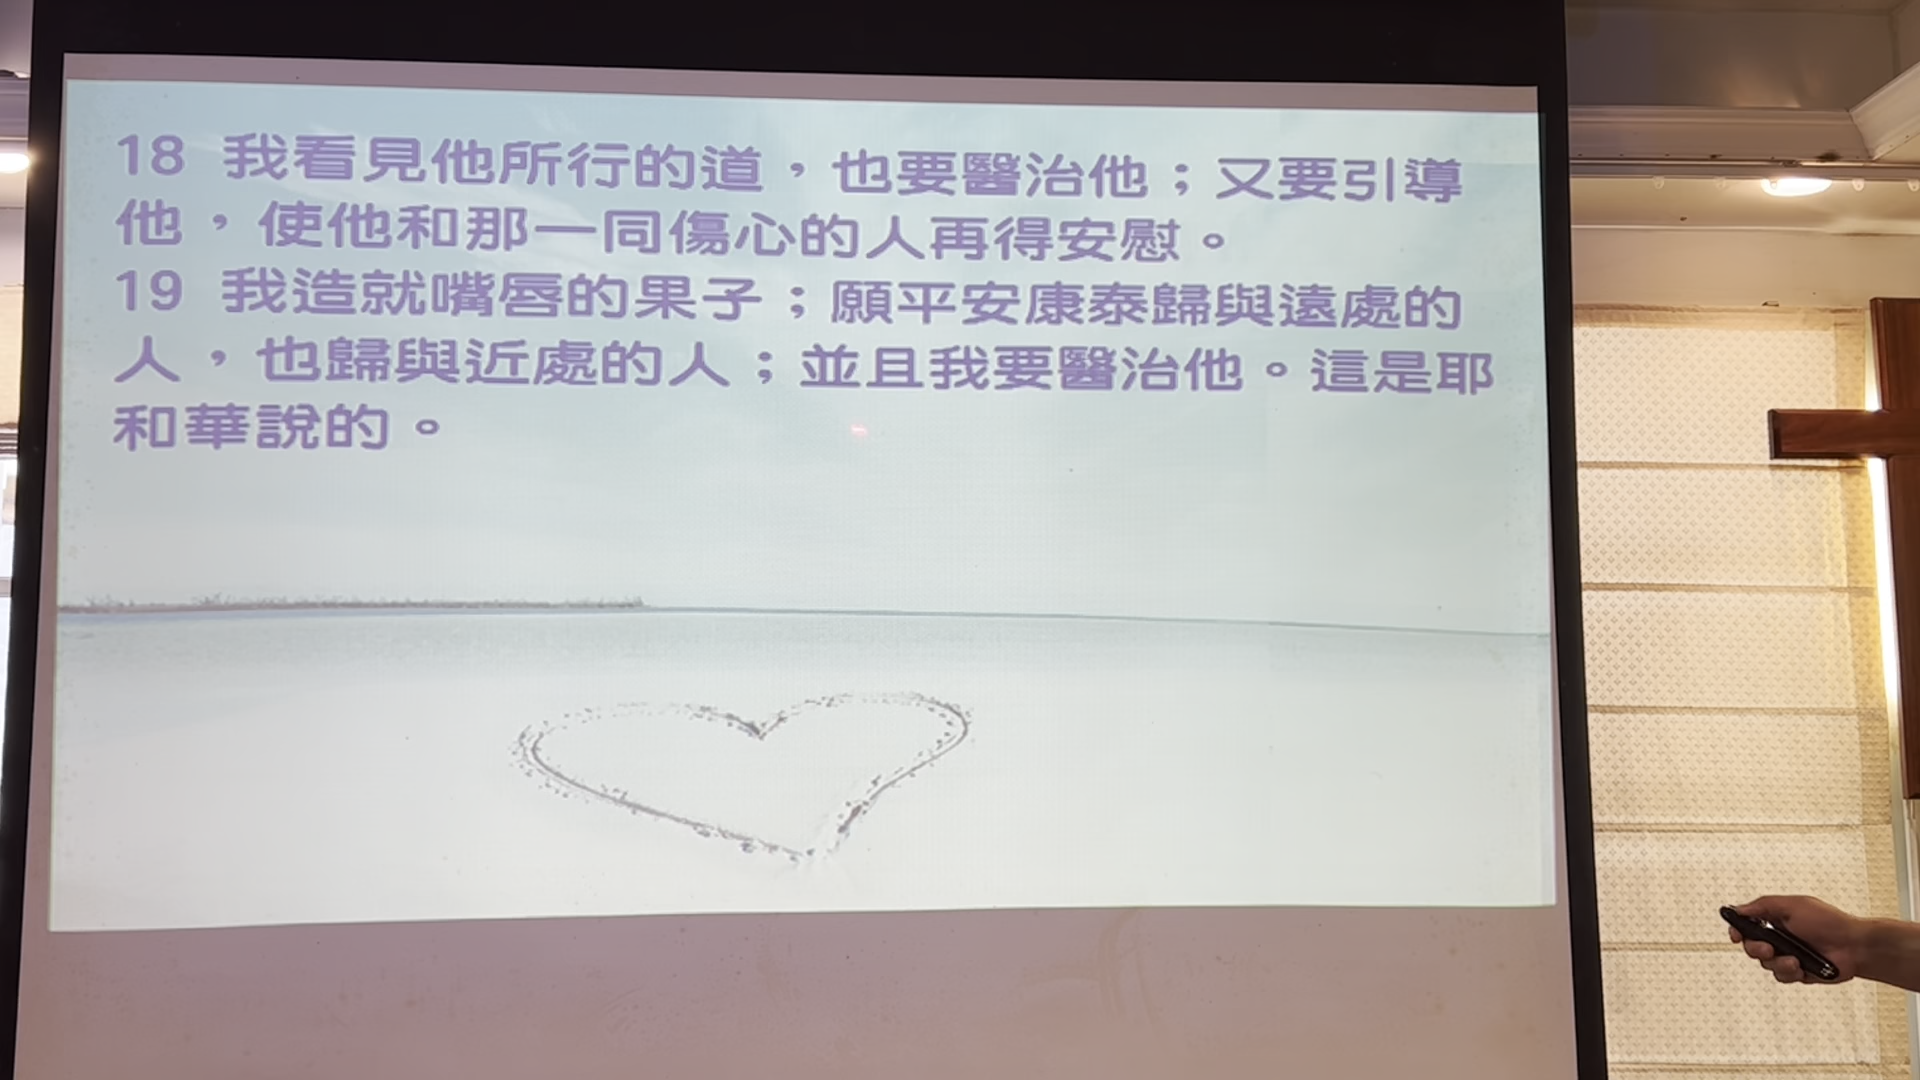 18 我看見他所行的道，也要醫治他；又要引導
他，使他和那一同傷心的人再得安慰。
19 我造就嘴唇的果子；願平安康泰歸與遠處的
人，也歸與近處的人；並且我要醫治他。這是耶
和華說的。